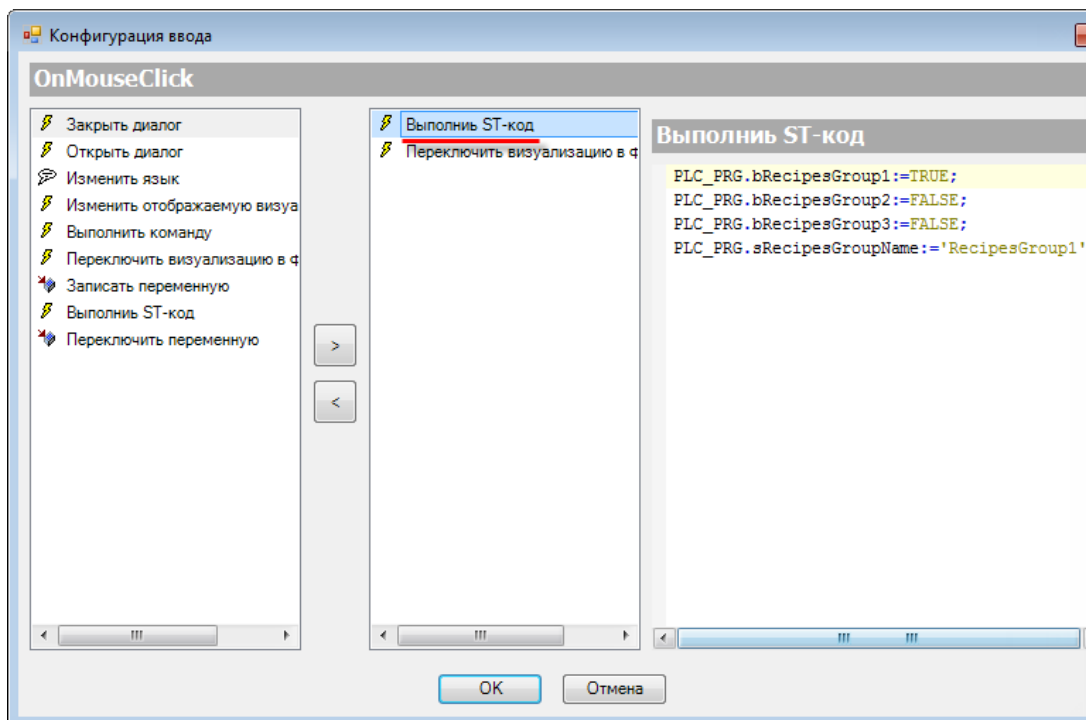 Конфигурация ввода
OnMouseClick
Закрыть диалог
Открыть диалог
Изменить язык
Изменить отображаемую визуа
Выполнить команду
Переключить визуализацию в ф
Записать переменную
Выполниь ST-код
Переключить переменную
>
<
Выполниь ST-код
Переключить визуализацию в ф
Выполниь ST-код
PLC_PRG.bRecipesGroup1:=TRUE;
PLC_PRG.bRecipesGroup2:=FALSE;
PLC_PRG.bRecipesGroup3:=FALSE;
PLC_PRG.sRecipesGroupName:='RecipesGroup1'
OK
Отмена